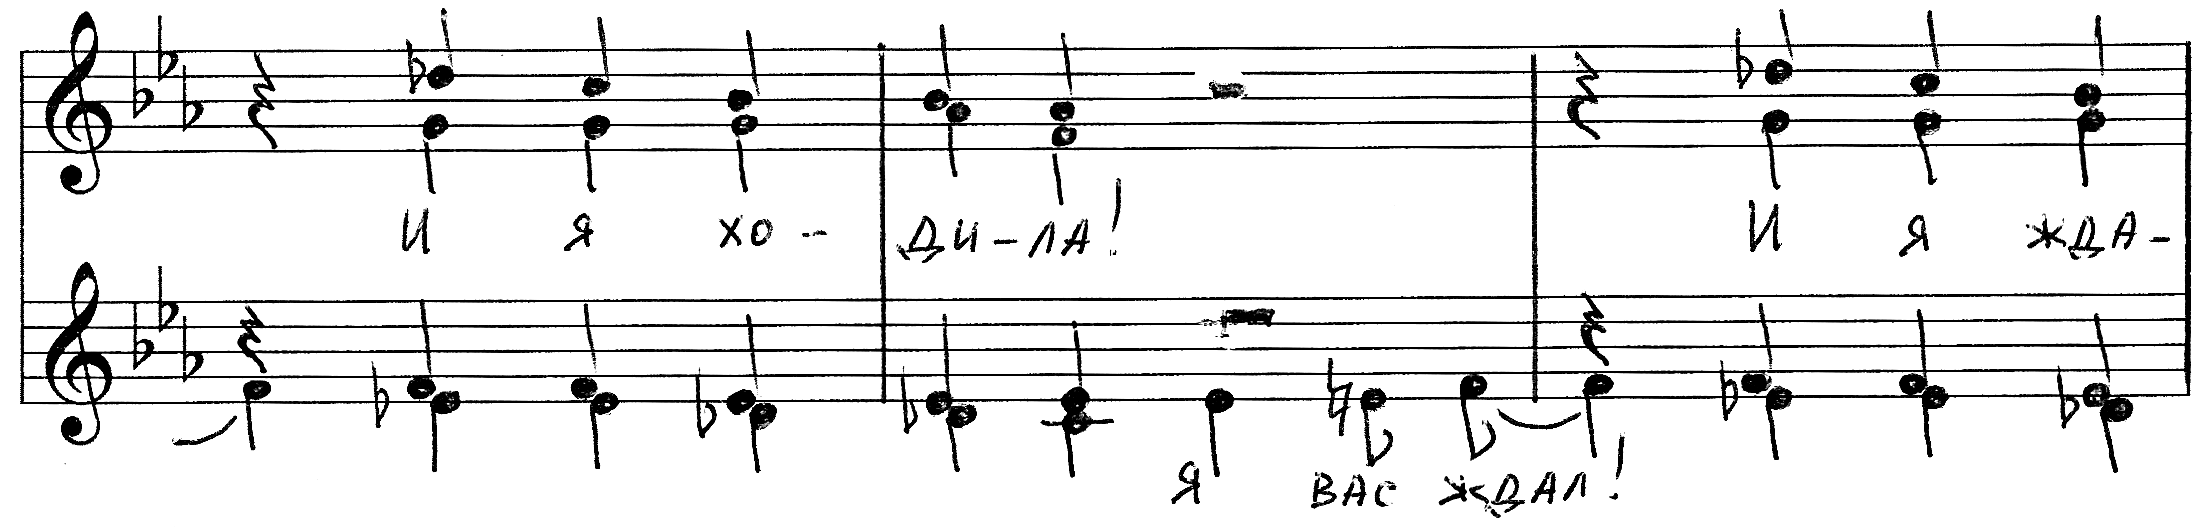 И Я ХО - ДИ - ЛА! И Я ЖДА -
Я ВАС ЖДАЛ!